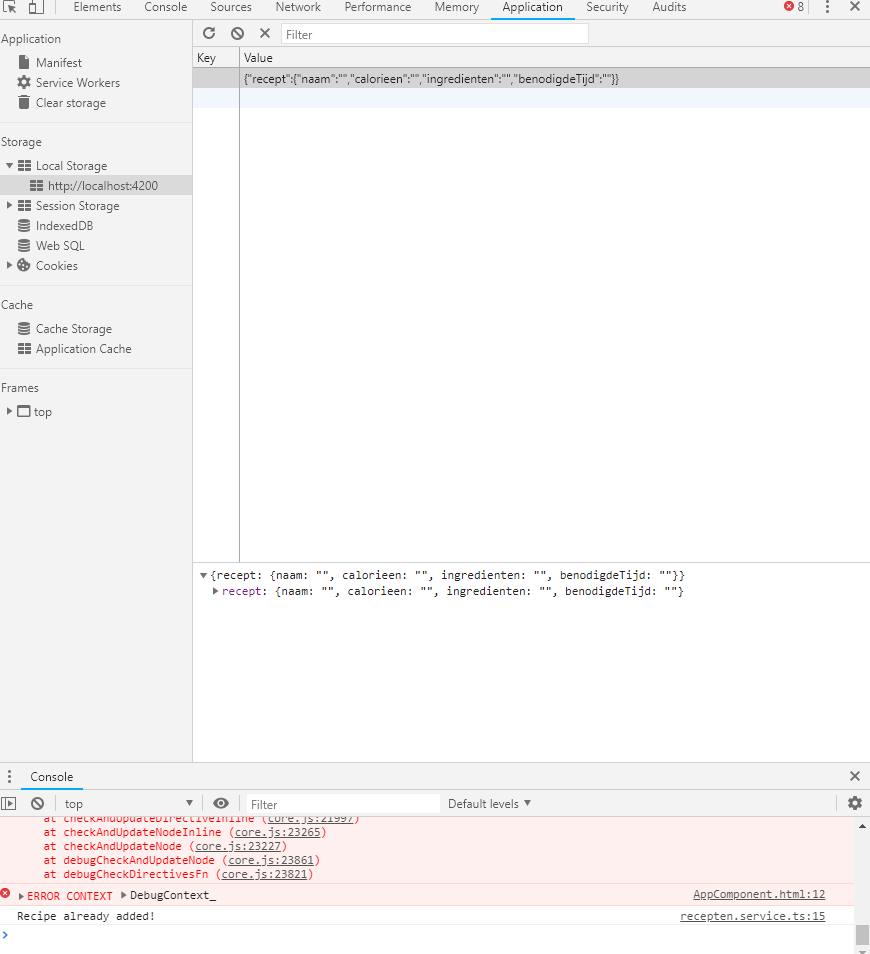 Elements Console Sources Network Performance Memory Application Security Audits 8
Application
Manifest
Service Workers
Clear storage
Storage
Local Storage
http://localhost:4200
Session Storage
IndexedDB
Web SQL
Cookies
Cache
Cache Storage
Application Cache
Frames
top
Filter
Key Value
{"recept":{"naam":"","calorieen":"","ingredienten":"","benodigdeTijd":""}}
{recept: {naam: "", calorieen: "", ingredienten: "", benodigdeTijd: ""}}
recept: {naam: "", calorieen: "", ingredienten: "", benodigdeTijd: ""}
Console
top Filter Default levels
at checkAndUpdateDirectiveInline (core.js:21997)
at checkAndUpdateNodeInline (core.js:23265)
at checkAndUpdateNode (core.js:23227)
at debugCheckAndUpdateNode (core.js:23861)
at debugCheckDirectivesFn (core.js:23821)
ERROR CONTEXT DebugContext_ AppComponent.html:12
Recipe already added! recepten.service.ts:15